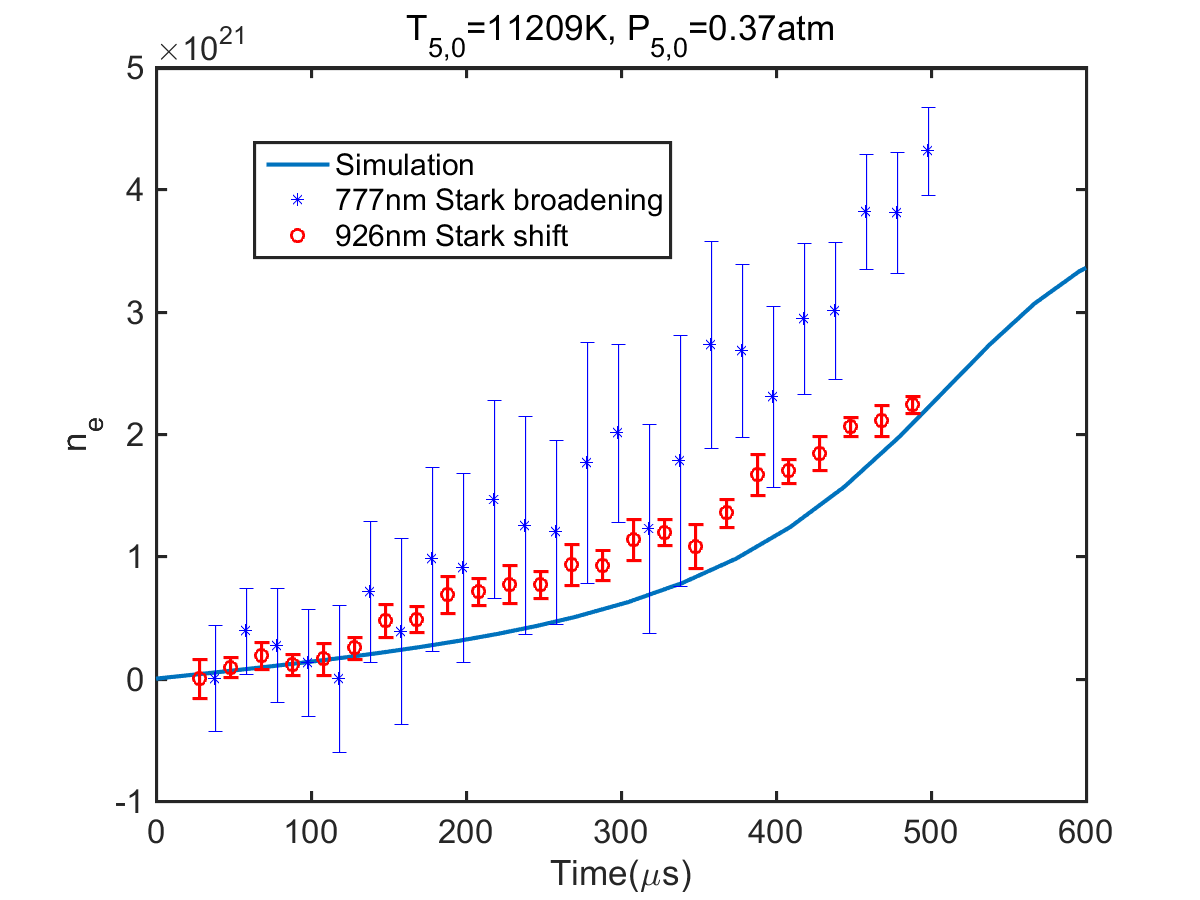 T5,0=11209K, P5,0=0.37atm
×10^21
5
4
3
2
1
0
-1
ne
Simulation
777nm Stark broadening
926nm Stark shift
0 100 200 300 400 500 600
Time(μs)